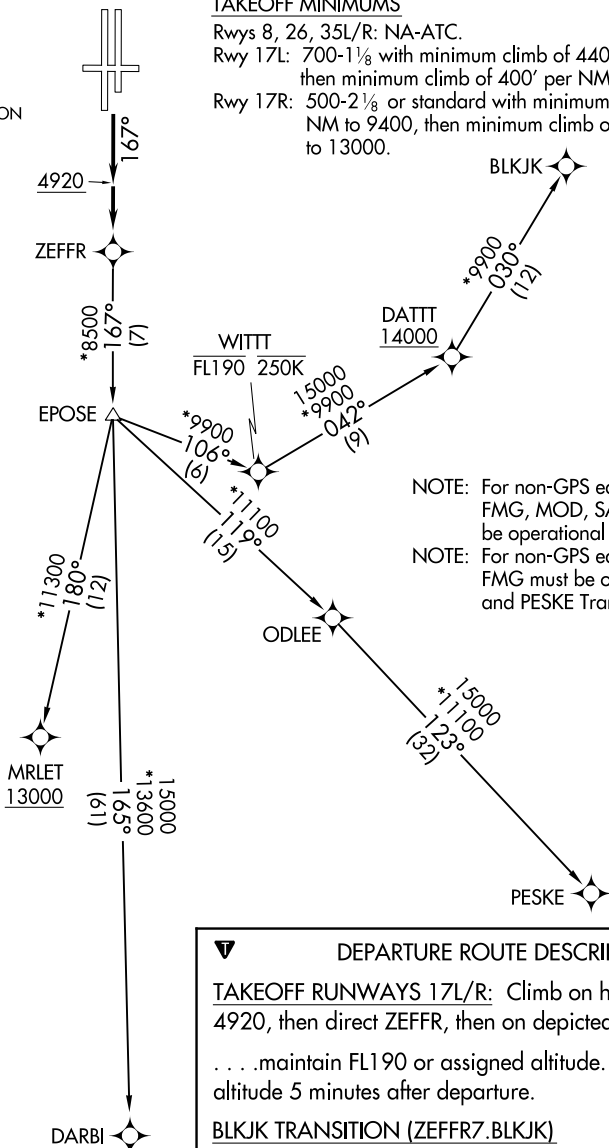 TAKEOFF MINIMUMS
Rwys 8, 26, 35L/R: NA-ATC.
Rwy 17L: 700-1⅛ with minimum climb of 440
then minimum climb of 400' per NM
Rwy 17R: 500-2⅛ or standard with minimum
NM to 9400, then minimum climb o
to 13000.
ON
167°
4920
ZEFFR
*8500
167°
(7)
EPOSE
BLKJK
*9900
030°
(12)
DATTT
14000
WITTT
FL190 250K
15000
*9900
042°
(9)
*9900
106°
(6)
*11100
119°
(15)
NOTE: For non-GPS eq
FMG, MOD, SA
be operational
NOTE: For non-GPS eq
FMG must be o
and PESKE Tran
ODLEE
*11300
180°
(12)
MRLET
13000
15000
*13600
165°
(61)
15000
*11100
123°
(32)
PESKE
T
DEPARTURE ROUTE DESCRI
TAKEOFF RUNWAYS 17L/R: Climb on h
4920, then direct ZEFFR, then on depicted
. . . .maintain FL190 or assigned altitude.
altitude 5 minutes after departure.
BLKJK TRANSITION (ZEFFR7.BLKJK)
DARBI